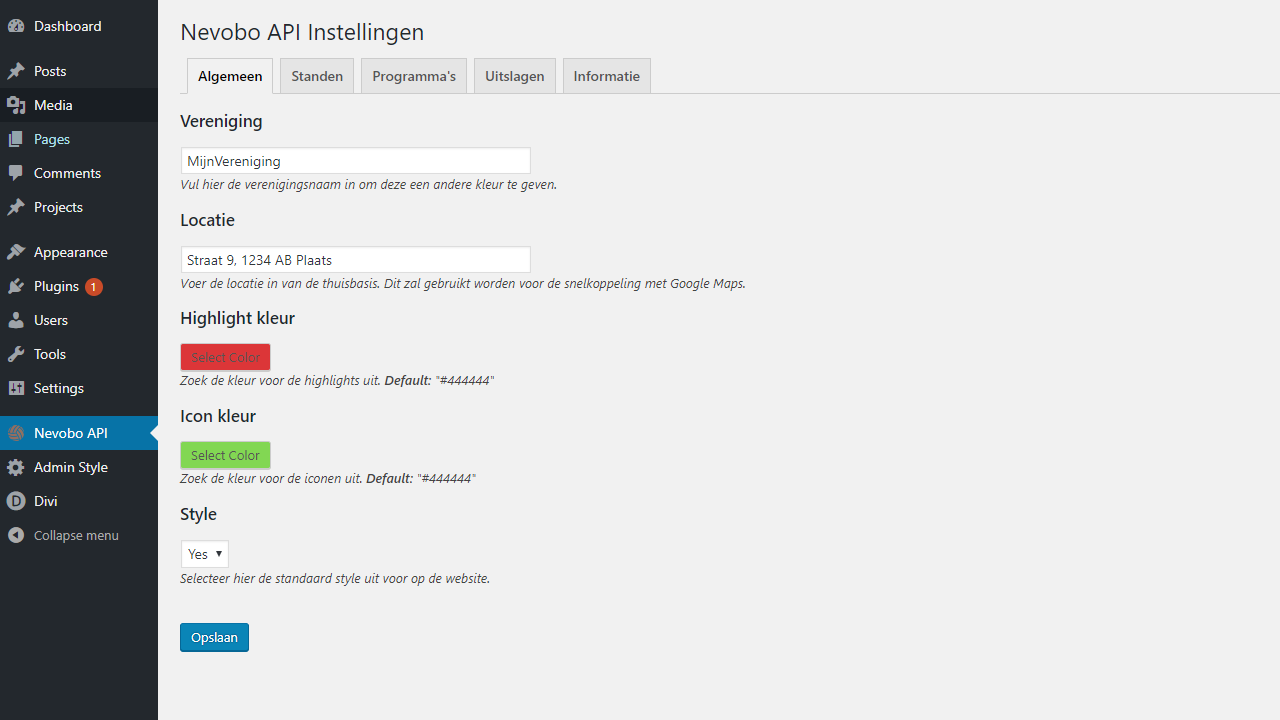 Dashboard
Posts
Media
Pages
Comments
Projects
Appearance
Plugins 1
Users
Tools
Settings
Nevobo API
Admin Style
D Divi
Collapse menu
Nevobo API Instellingen
Algemeen Standen Programma's Uitslagen Informatie
Vereniging
MijnVereniging
Vul hier de verenigingsnaam in om deze een andere kleur te geven.
Locatie
Straat 9, 1234 AB Plaats
Voer de locatie in van de thuisbasis. Dit zal gebruikt worden voor de snelkoppeling met Google Maps.
Highlight kleur
Select Color
Zoek de kleur voor de highlights uit. Default: "#444444"
Icon kleur
Select Color
Zoek de kleur voor de iconen uit. Default: "#444444"
Style
Yes
Selecteer hier de standaard style uit voor op de website.
Opslaan